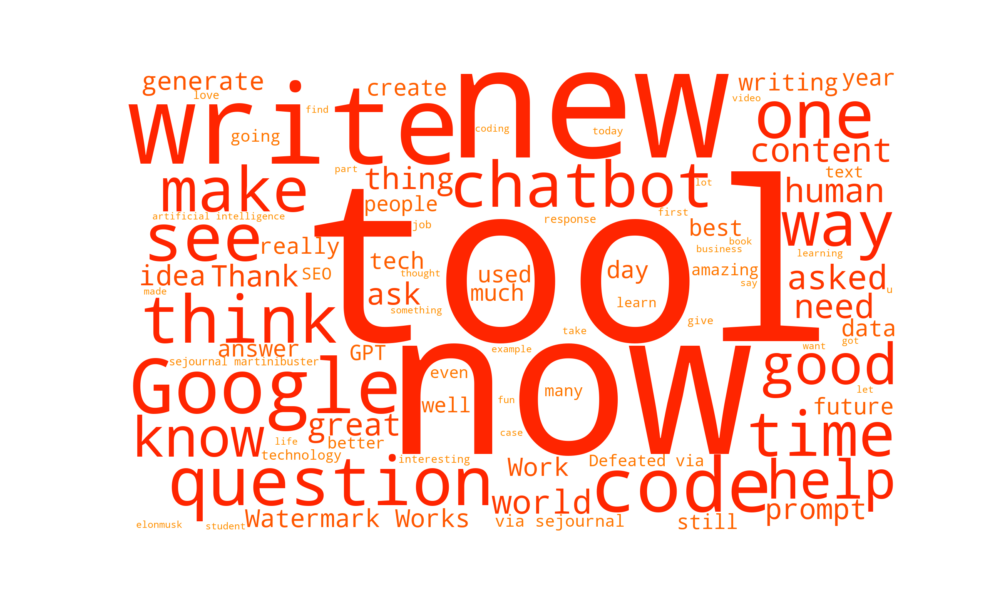 generate
love
write
find
create
new
writing
year
video
one
going
coding
today
content
make
part
thing
chatbot
lot
text
human
people
artificial intelligence
job
response
first
way
see
really
tool
best
book
business
learning
idea
Thank
SEO
tech
thought
used
day
amazing
say
asked
made
ask
much
learn
need
u
something
think
take
give
data
answer
GPT
now
example
want
got
sejournal martinibuster
Google
even
many
good
let
well
fun
future
know
great
case
time
life
better
technology
interesting
Work
Defeated via
question
code
help
world
prompt
elonmusk
student
Watermark Works
via sejournal
still